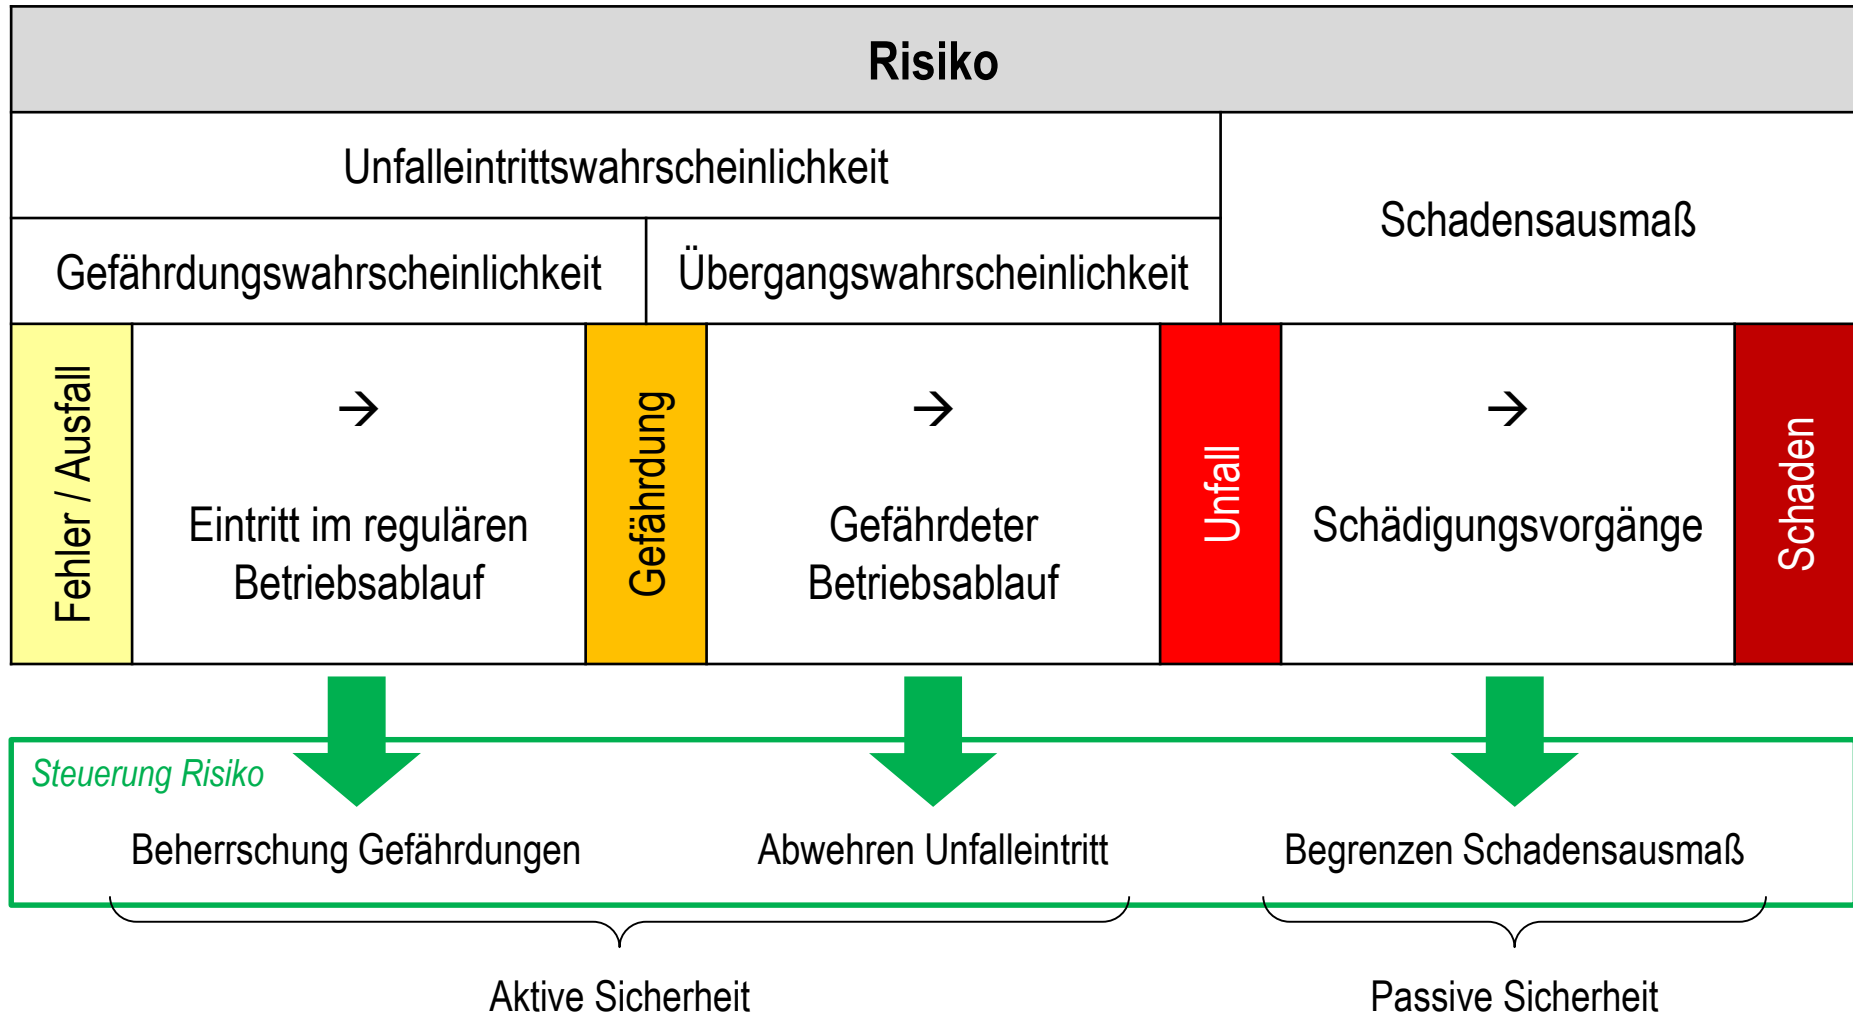 Risiko
Unfalleintrittswahrscheinlichkeit
Schadensausmaß
Gefährdungswahrscheinlichkeit
Übergangswahrscheinlichkeit
Fehler / Ausfall
→
Eintritt im regulären
Betriebsablauf
Gefährdung
→
Gefährdeter
Betriebsablauf
Unfall
→
Schädigungsvorgänge
Schaden
Steuerung Risiko
Beherrschung Gefährdungen
Abwehren Unfalleintritt
Begrenzen Schadensausmaß
Aktive Sicherheit
Passive Sicherheit